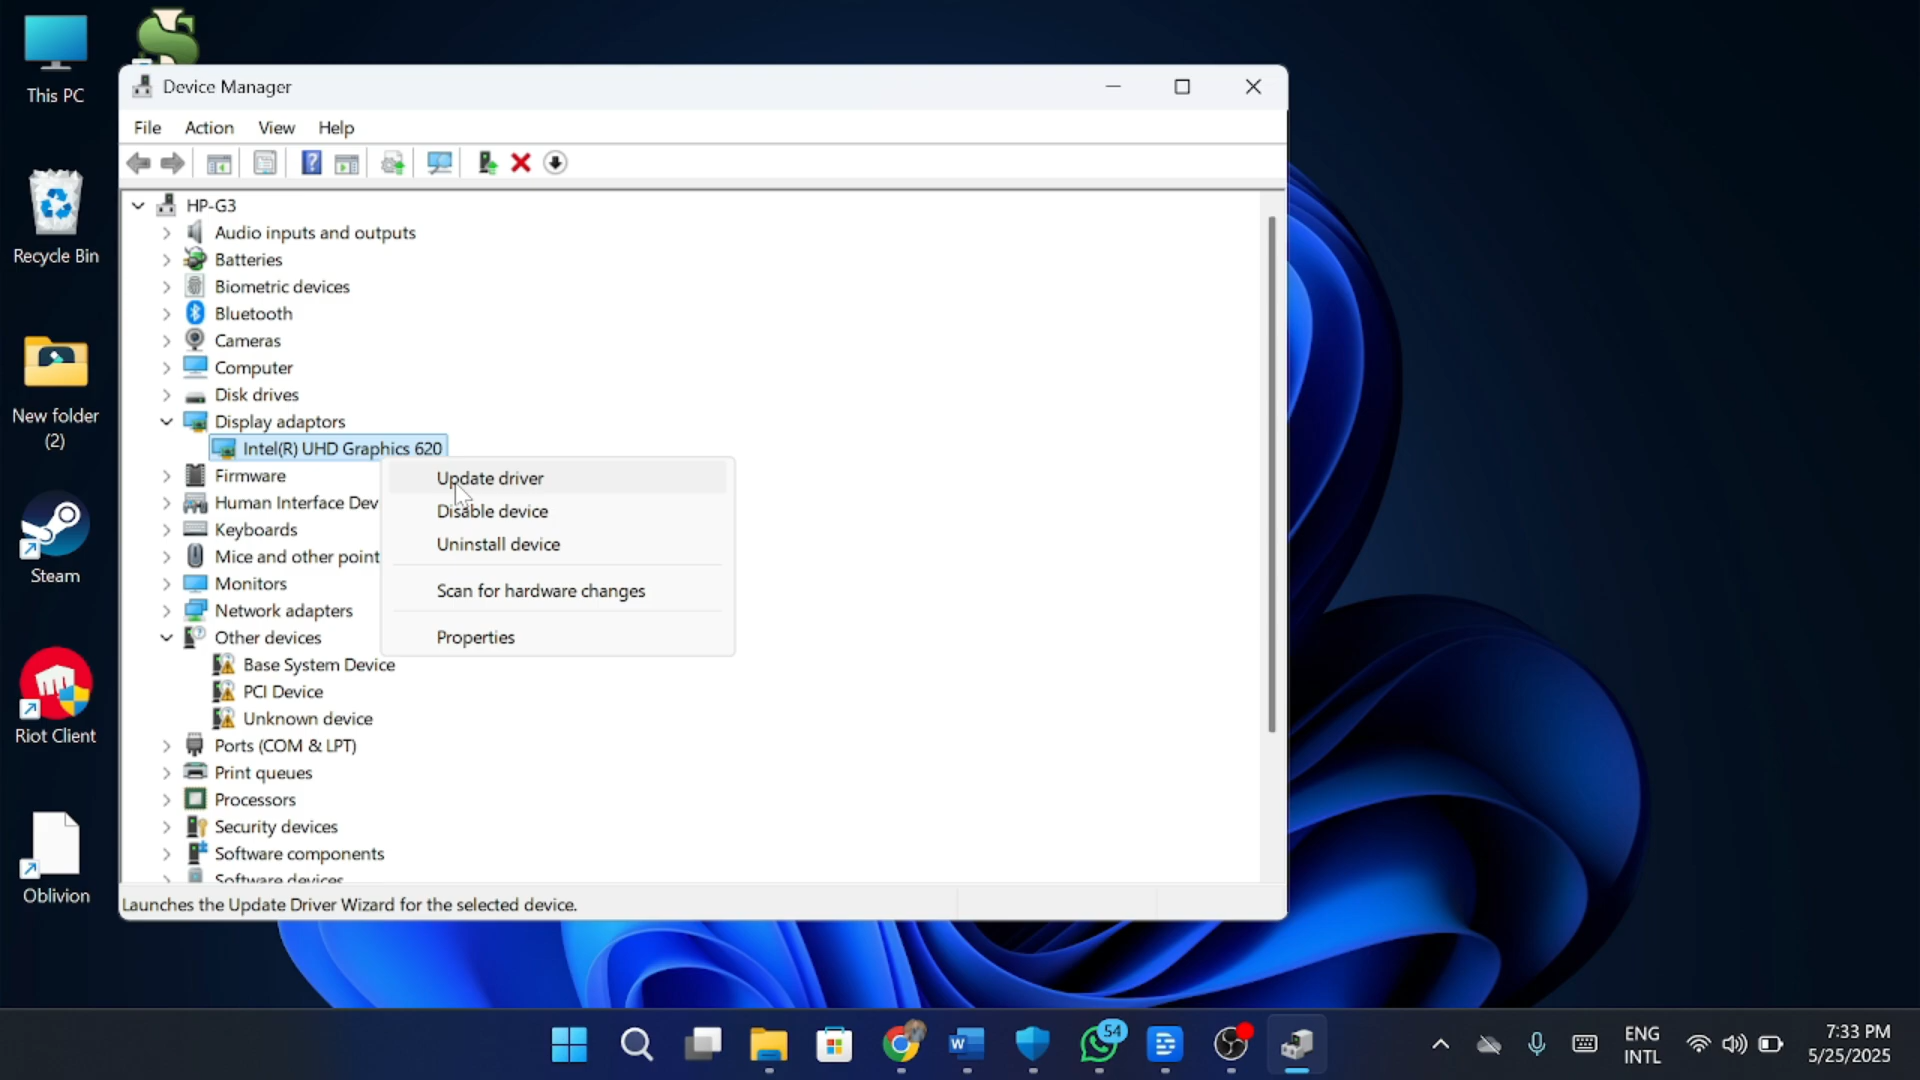 This PC
Recycle Bin
New folder
(2)
Steam
Riot Client
Oblivion
Device Manager
File Action View Help
HP-G3
Audio inputs and outputs
Batteries
Biometric devices
Bluetooth
Cameras
Computer
Disk drives
Display adaptors
Intel(R) UHD Graphics 620
Firmware
Human Interface Dev
Keyboards
Mice and other point
Monitors
Network adapters
Other devices
Base System Device
PCI Device
Unknown device
Ports (COM & LPT)
Print queues
Processors
Security devices
Software components
Software devices
Update driver
Disable device
Uninstall device
Scan for hardware changes
Properties
Launches the Update Driver Wizard for the selected device.
W
54
ENG
INTL
7:33 PM
5/25/2025